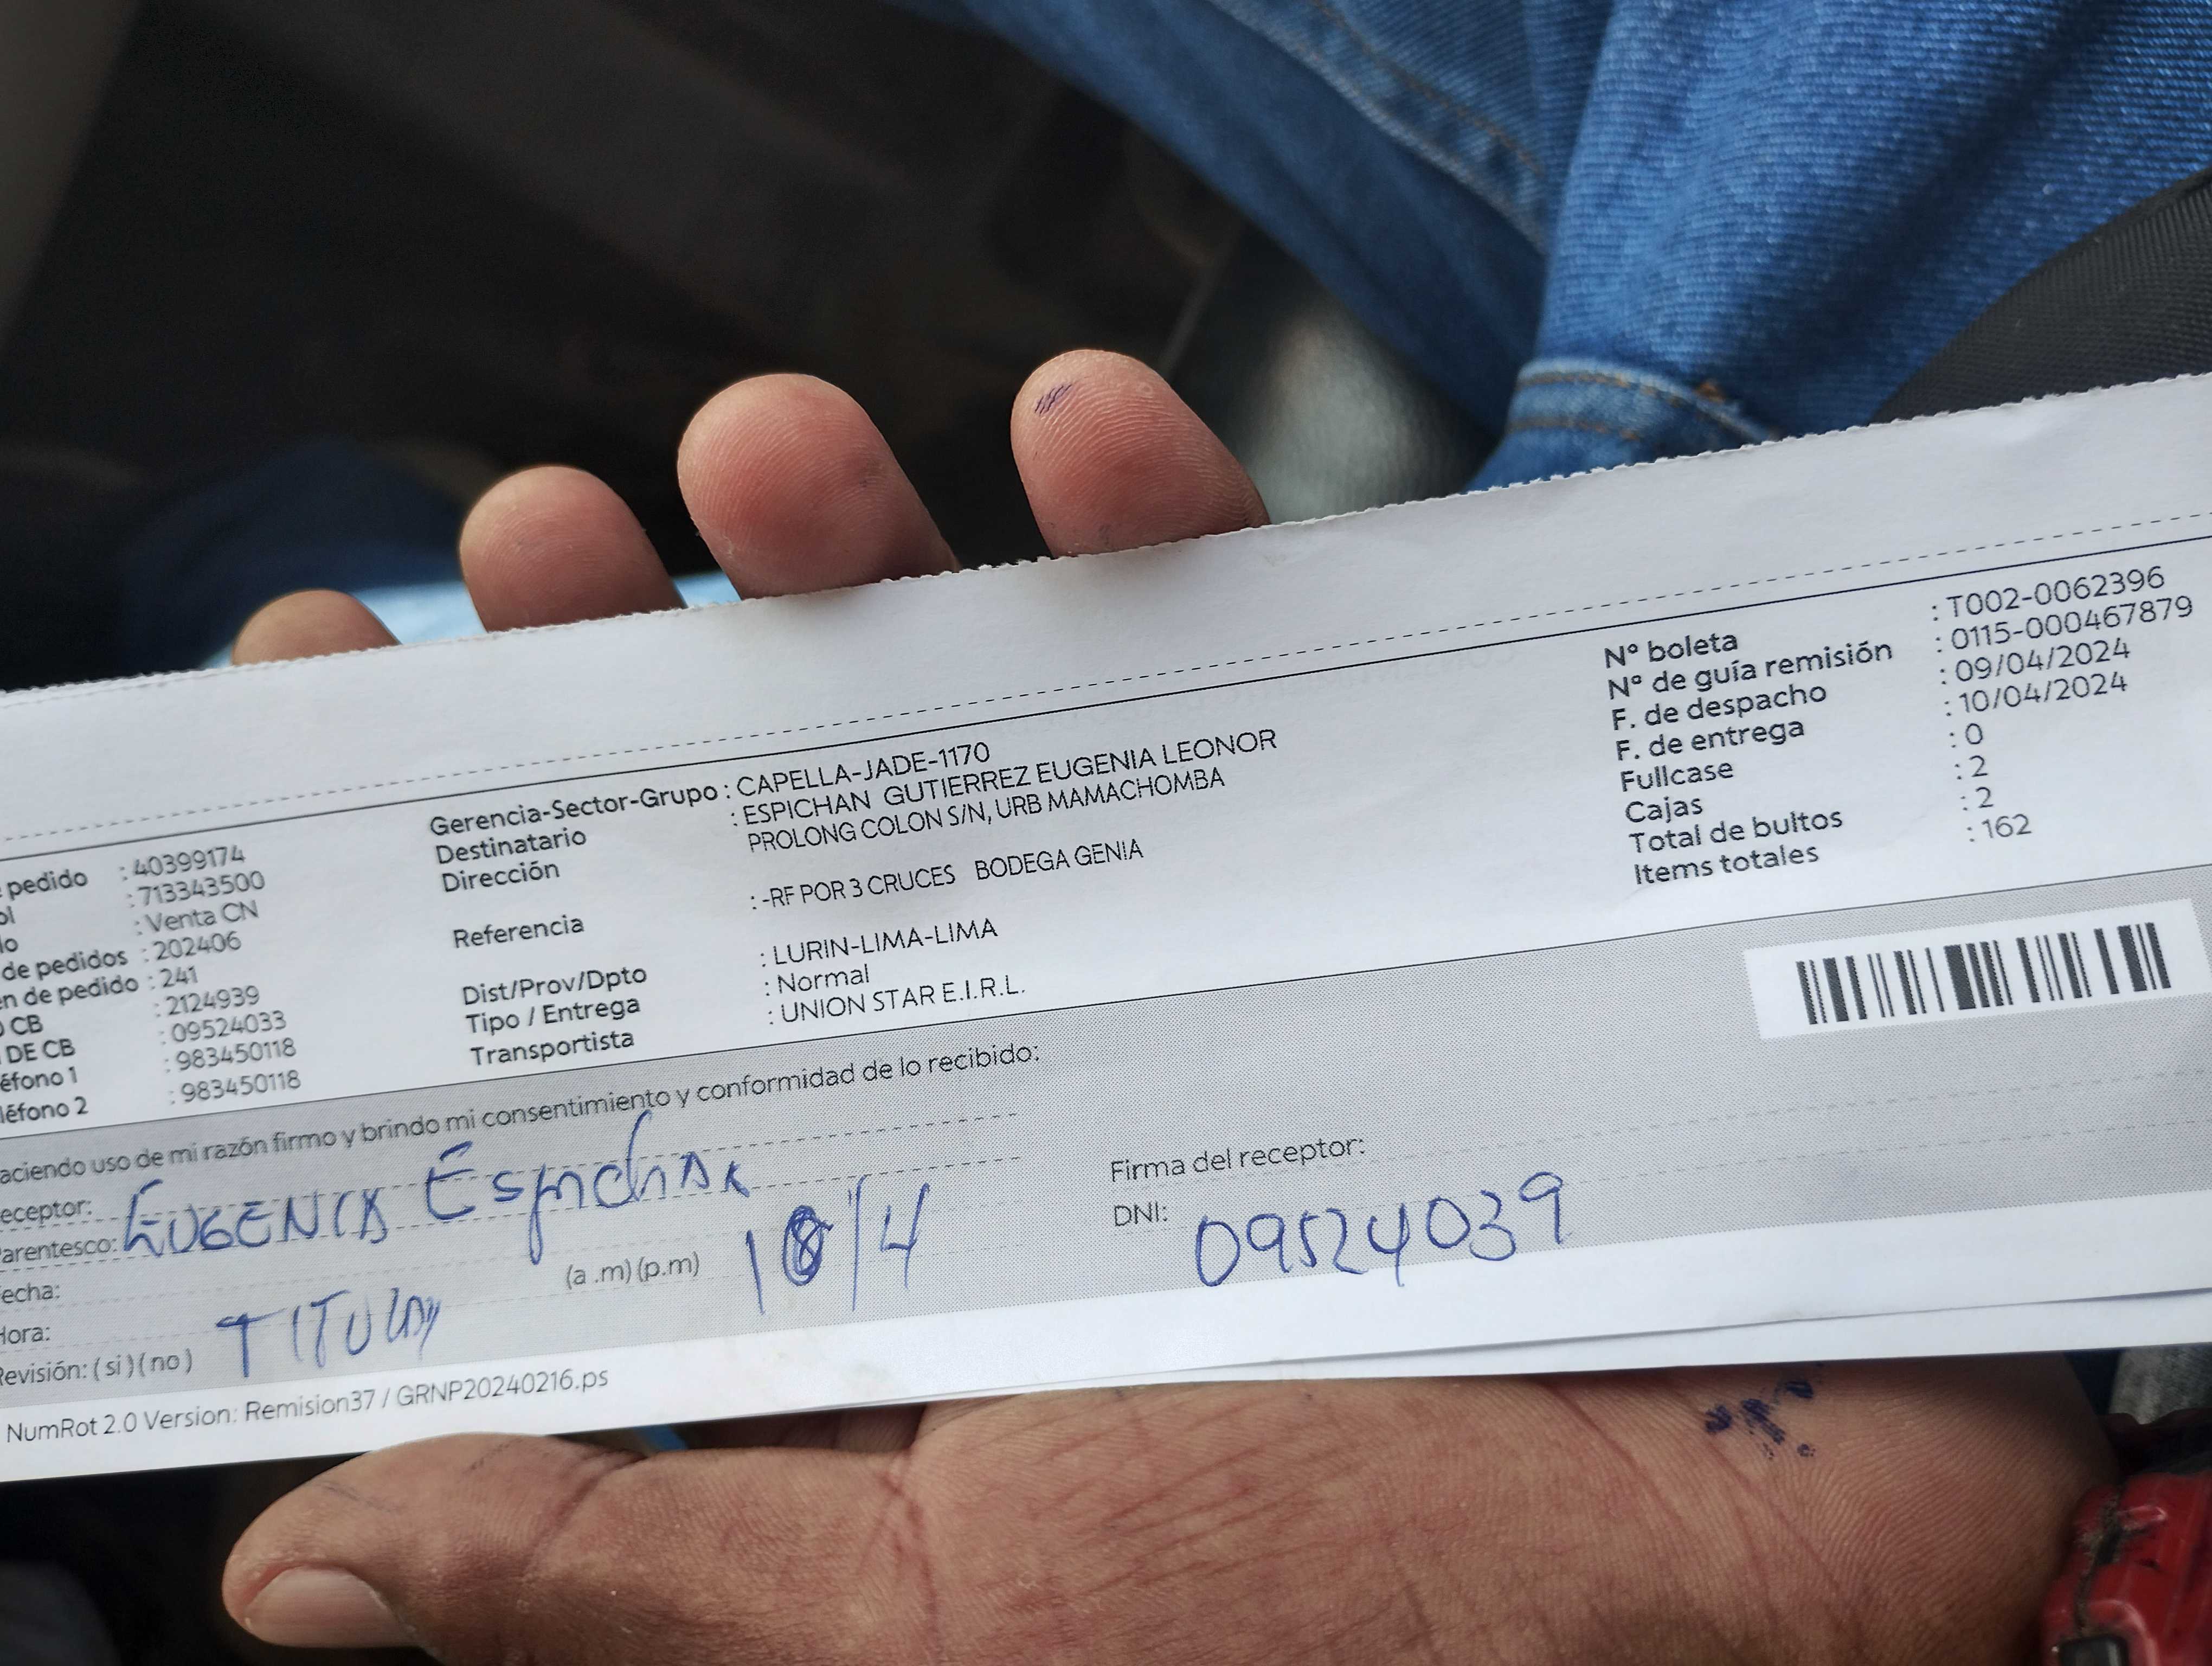 pedido : 40399174
: 713343500
lo : Venta CN
de pedidos : 202406
n de pedido : 241
CB : 2124939
DE CB : 09524033
éfono 1 : 983450118
léfono 2 : 983450118
Gerencia-Sector-Grupo : CAPELLA-JADE-1170
Destinatario : ESPICHAN GUTIERREZ EUGENIA LEONOR
Dirección PROLONG COLON S/N, URB MAMACHOMBA
Referencia : -RF POR 3 CRUCES BODEGA GENIA
Dist/Prov/Dpto : LURIN-LIMA-LIMA
Tipo / Entrega : Normal
Transportista : UNION STAR E.I.R.L.
Nº boleta : T002-0062396
Nº de guía remisión : 0115-000467879
F. de despacho : 09/04/2024
F. de entrega : 10/04/2024
Fullcase : 0
Cajas : 2
Total de bultos : 2
Items totales : 162
aciendo uso de mi razón firmo y brindo mi consentimiento y conformidad de lo recibido:
eceptor: EUGENIA Espichan
arentesco:
echa:
Hora: (a .m) (p.m) 10/4
Revisión: ( si ) ( no ) TITULAR
Firma del receptor:
DNI: 09524039
NumRot 2.0 Version: Remision37 / GRNP20240216.ps